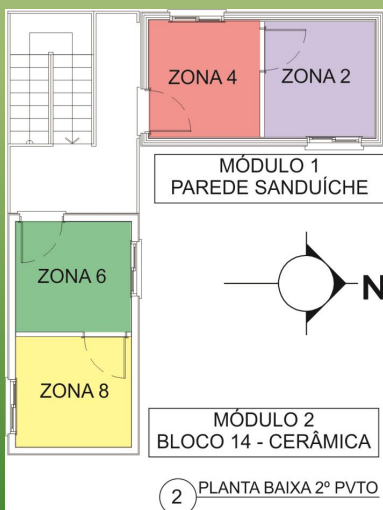 ZONA 4
ZONA 2
MÓDULO 1
PAREDE SANDUÍCHE
ZONA 6
N
ZONA 8
MÓDULO 2
BLOCO 14 - CERÂMICA
2 PLANTA BAIXA 2º PVTO